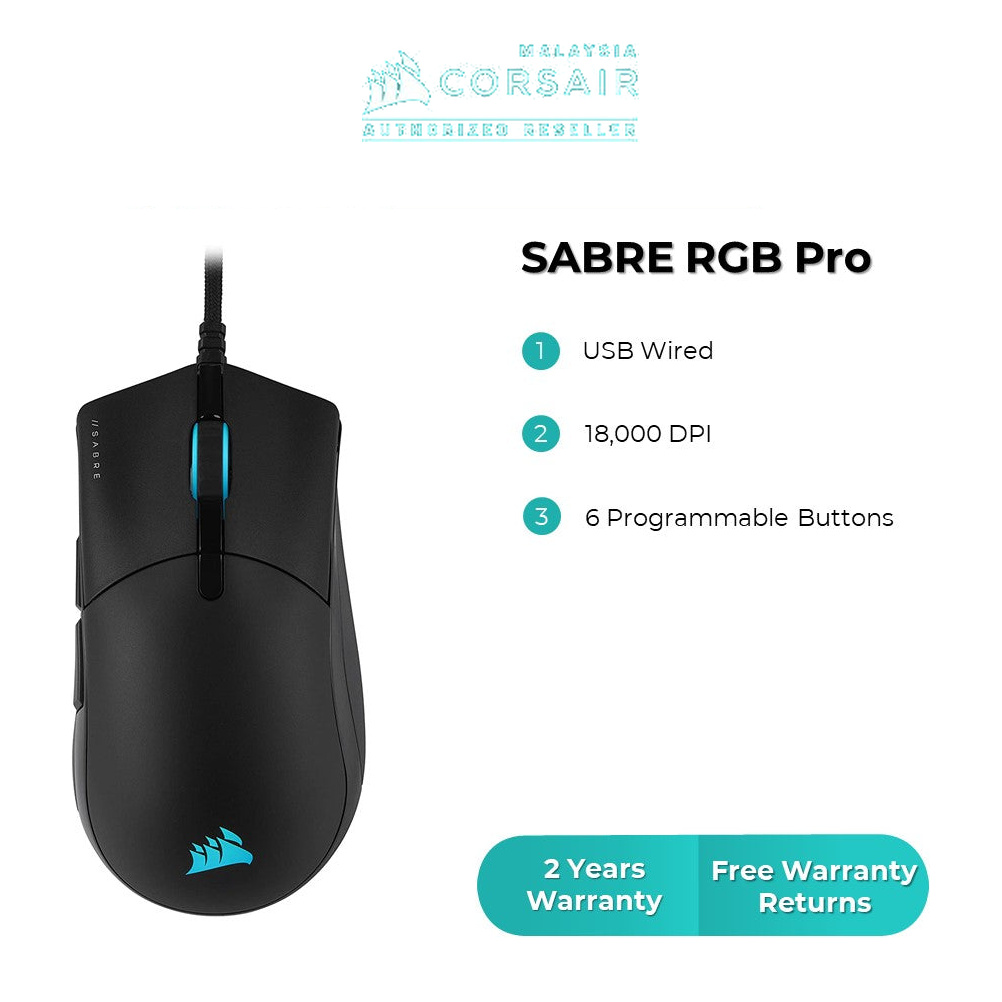 MALAYSIA
CORSAIR
AUTHORIZED RESELLER
SABRE RGB Pro
1 USB Wired
2 18,000 DPI
3 6 Programmable Buttons
// SABRE
2 Years
Warranty
Free Warranty
Returns